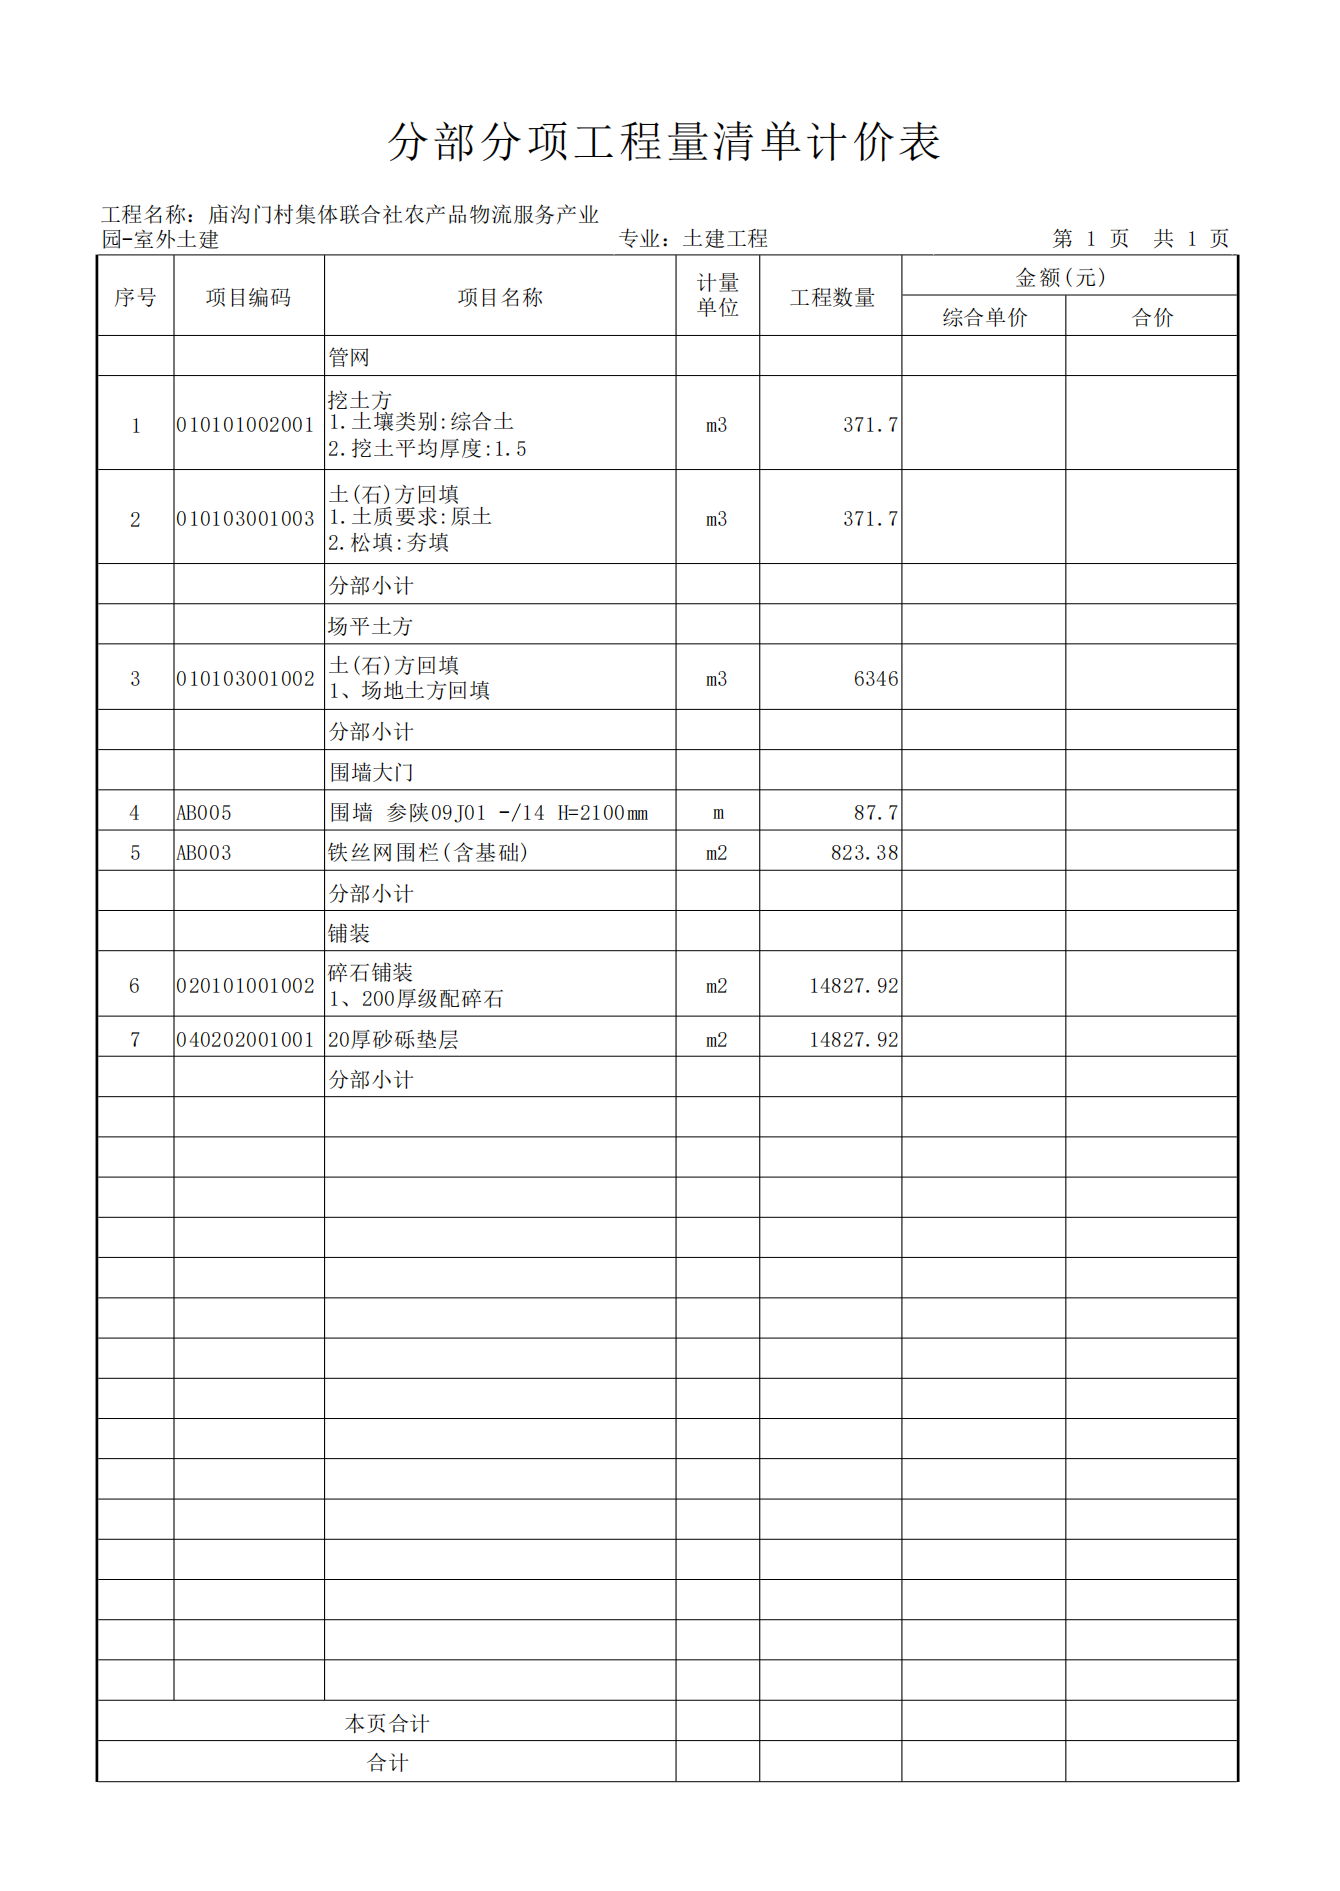 分部分项工程量清单计价表
工程名称：庙沟门村集体联合社农产品物流服务产业
园-室外土建 专业：土建工程 第 1 页 共 1 页
序号 项目编码 项目名称 计量单位 工程数量 金额(元)
综合单价 合价
管网
1 010101002001 挖土方
1.土壤类别:综合土
2.挖土平均厚度:1.5
m3 371.7
2 010103001003 土(石)方回填
1.土质要求:原土
2.松填:夯填
m3 371.7
分部小计
场平土方
3 010103001002 土(石)方回填
1、场地土方回填
m3 6346
分部小计
围墙大门
4 AB005 围墙 参陕09J01 -/14 H=2100mm m 87.7
5 AB003 铁丝网围栏(含基础) m2 823.38
分部小计
铺装
6 020101001002 碎石铺装
1、200厚级配碎石
m2 14827.92
7 040202001001 20厚砂砾垫层 m2 14827.92
分部小计
本页合计
合计